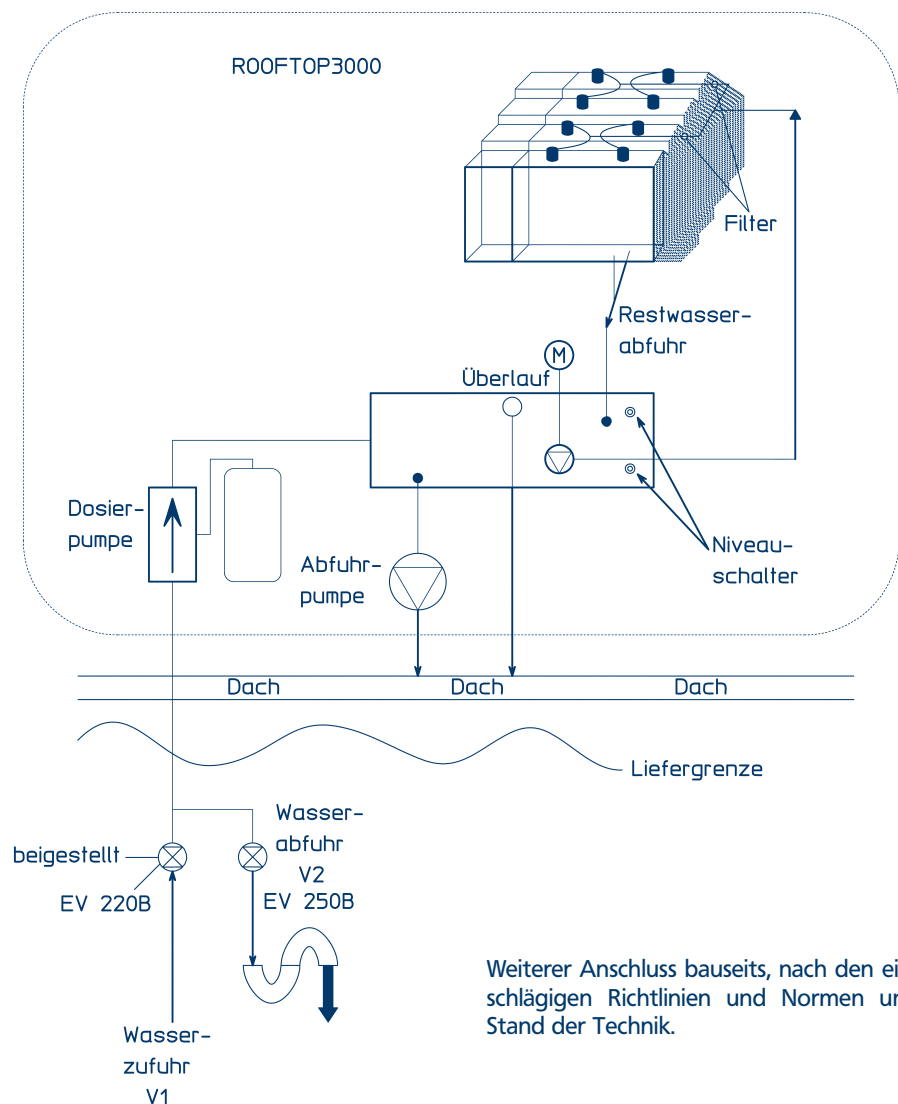 ROOFTOP3000
Filter
Restwasser-
abfuhr
M
Überlauf
Dosier-
pumpe
Abfuhr-
pumpe
Niveau-
schalter
Dach Dach Dach
Liefergrenze
Wasser-
abfuhr
V2
EV 250B
beigestellt
EV 220B
Wasser-
zufuhr
V1
Weiterer Anschluss bauseits, nach den ei
schlägigen Richtlinien und Normen ur
Stand der Technik.